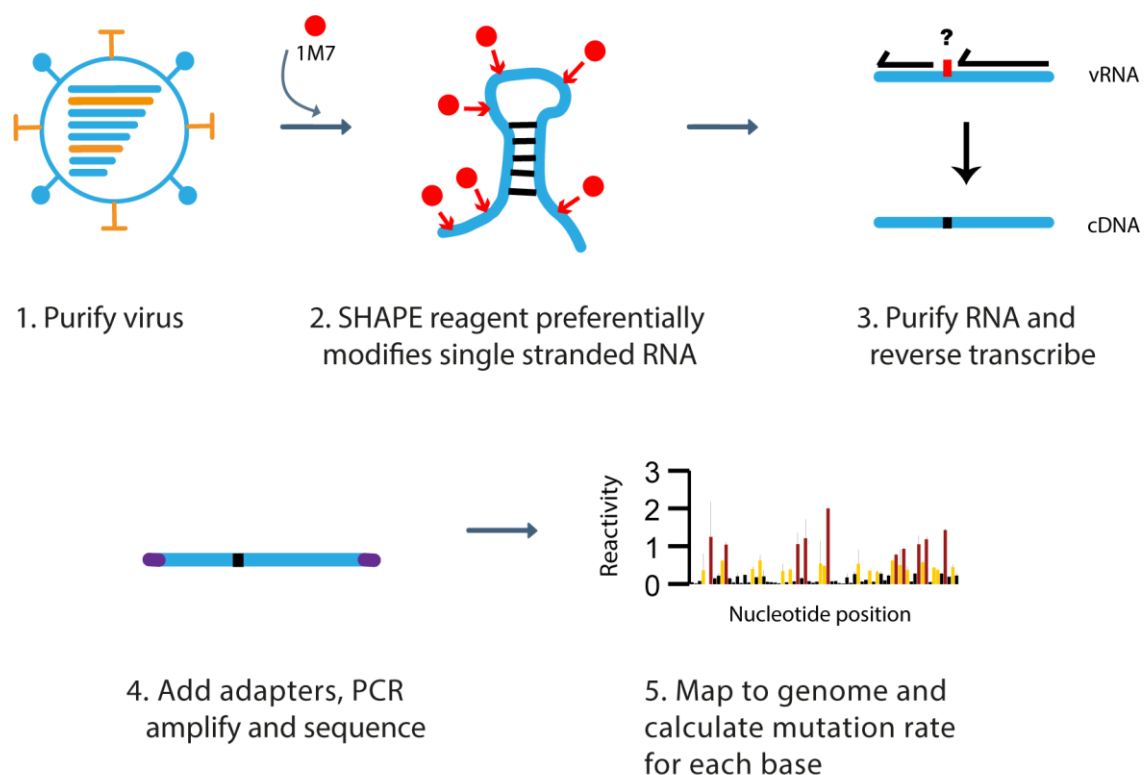 1M7
?
vRNA
cDNA
1. Purify virus
2. SHAPE reagent preferentially
modifies single stranded RNA
3. Purify RNA and
reverse transcribe
3
2
1
0
Reactivity
Nucleotide position
4. Add adapters, PCR
amplify and sequence
5. Map to genome and
calculate mutation rate
for each base